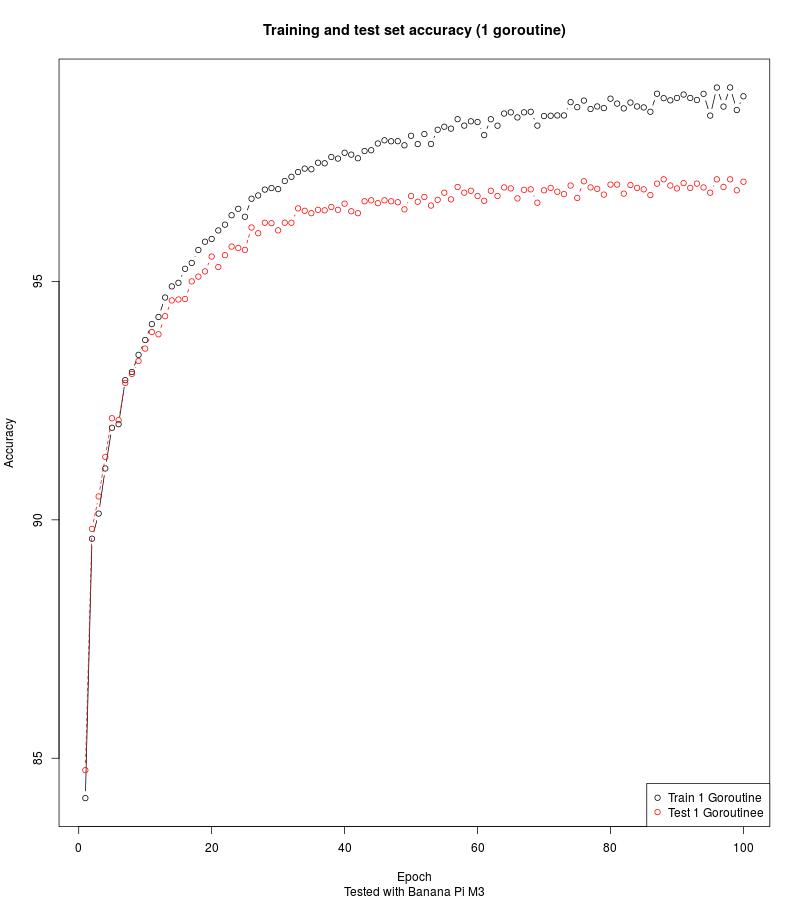 Training and test set accuracy (1 goroutine)
95
90
85
Accuracy
Train 1 Goroutine
Test 1 Goroutinee
0 20 40 60 80 100
Epoch
Tested with Banana Pi M3